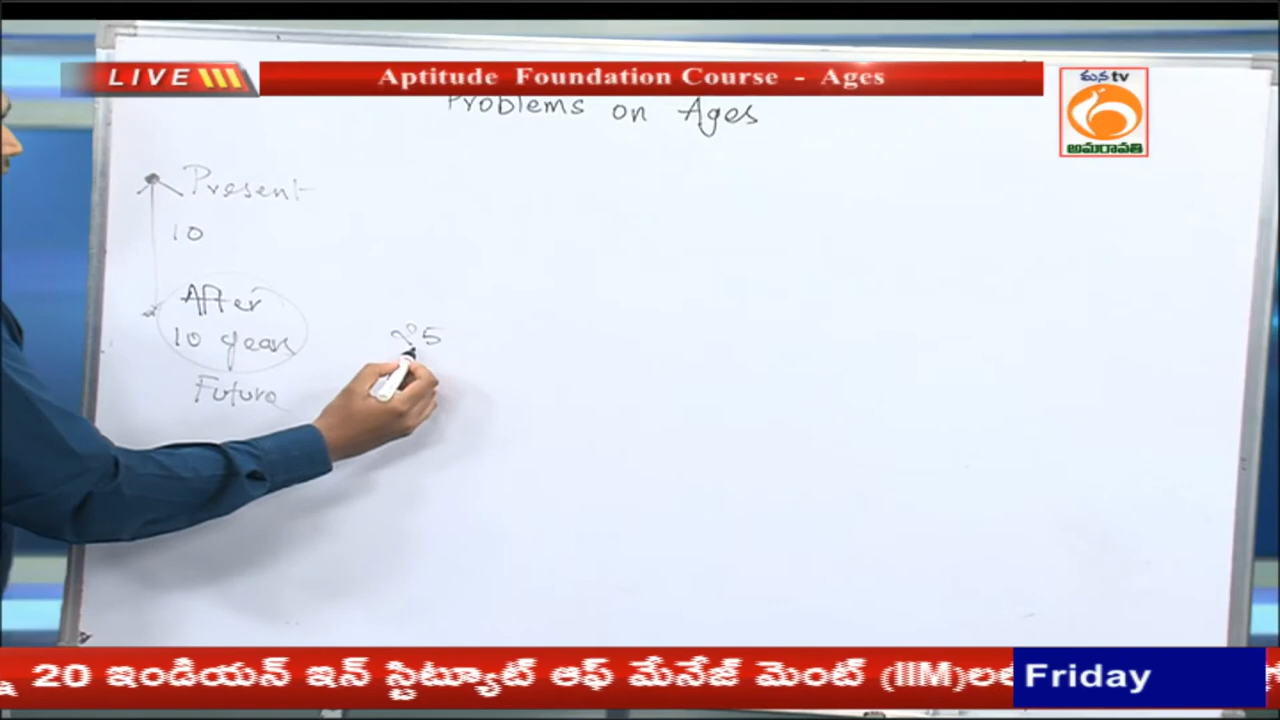 LIVE
Aptitude Foundation Course - Ages
మన tv
అమరావతి
Problems on Ages
Present
10
After
10 years
Future
5
20 ఇండియన్ ఇన్ స్టిట్యూట్ ఆఫ్ మేనేజ్ మెంట్ (IIM)ల
Friday